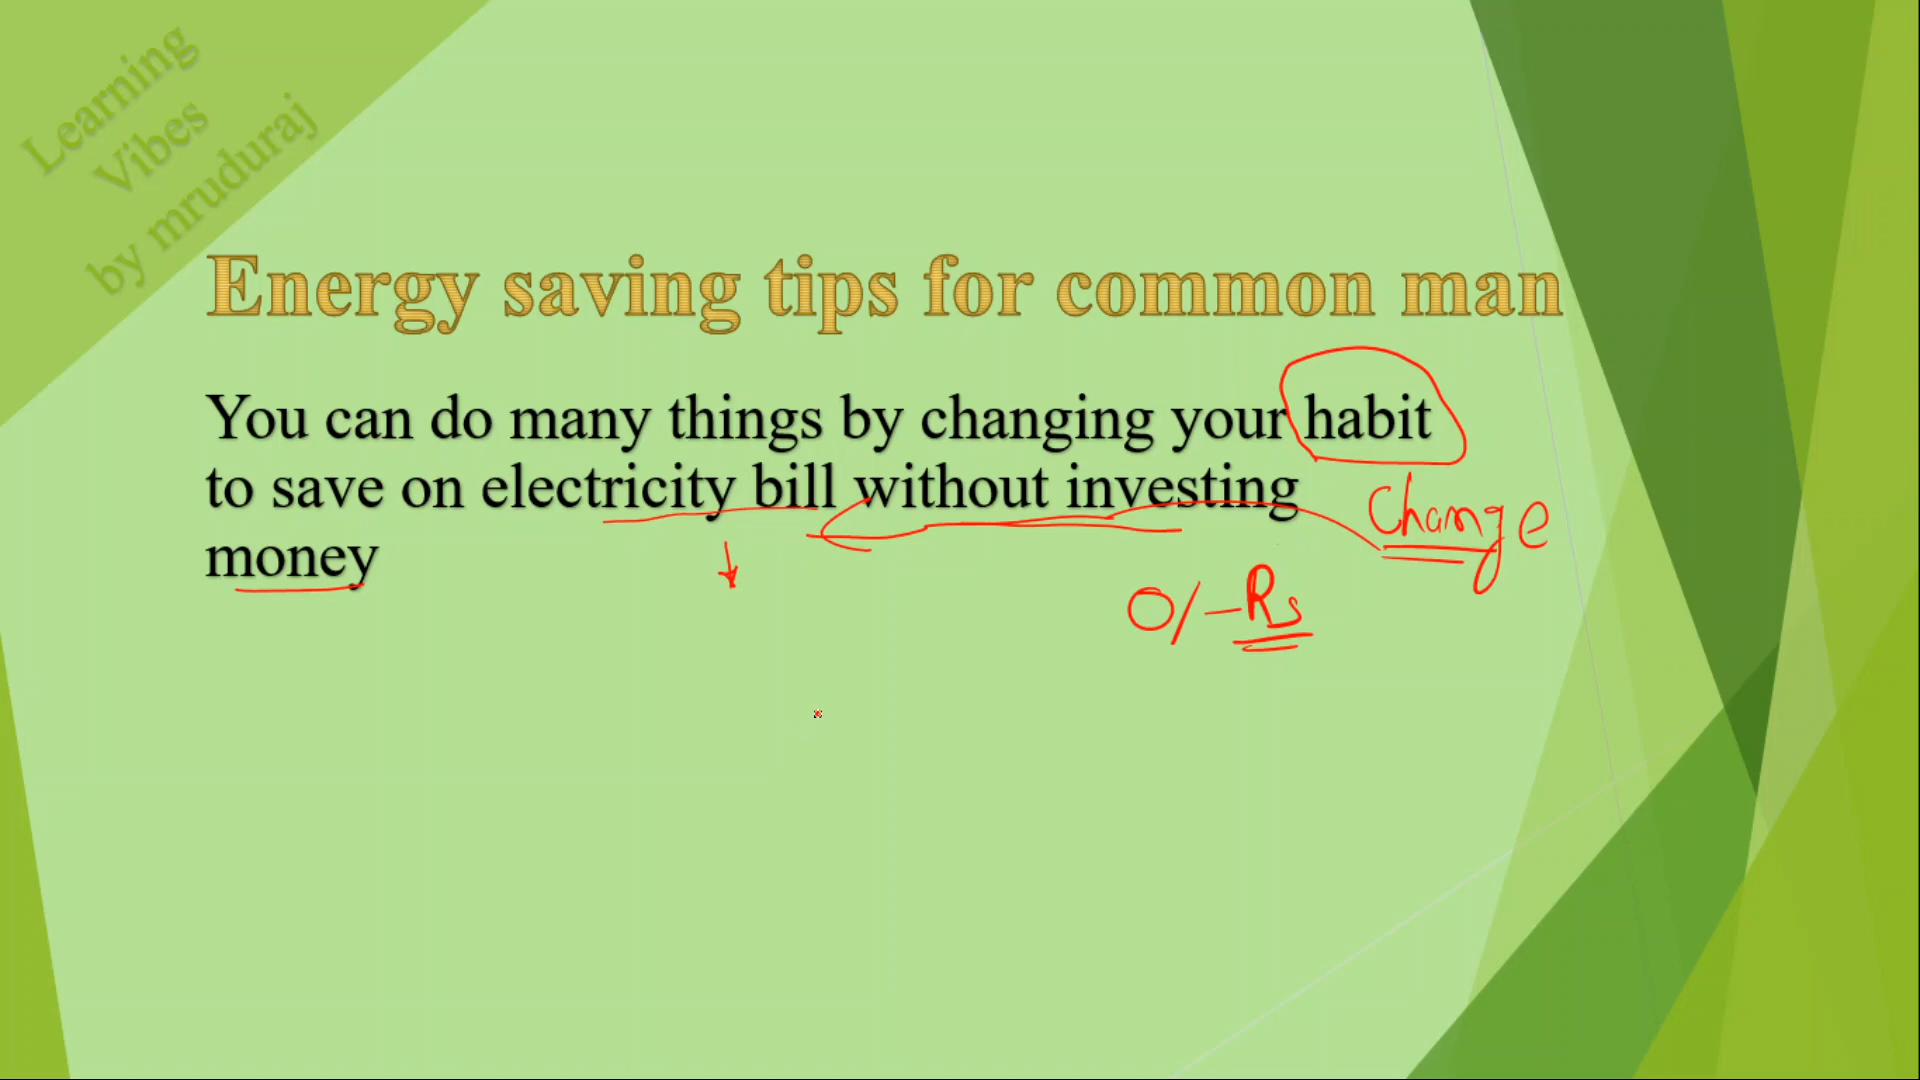 Learning
Vibes
by mruduraj
Energy saving tips for common man
You can do many things by changing your habit
to save on electricity bill without investing
money
Change
0/- Rs